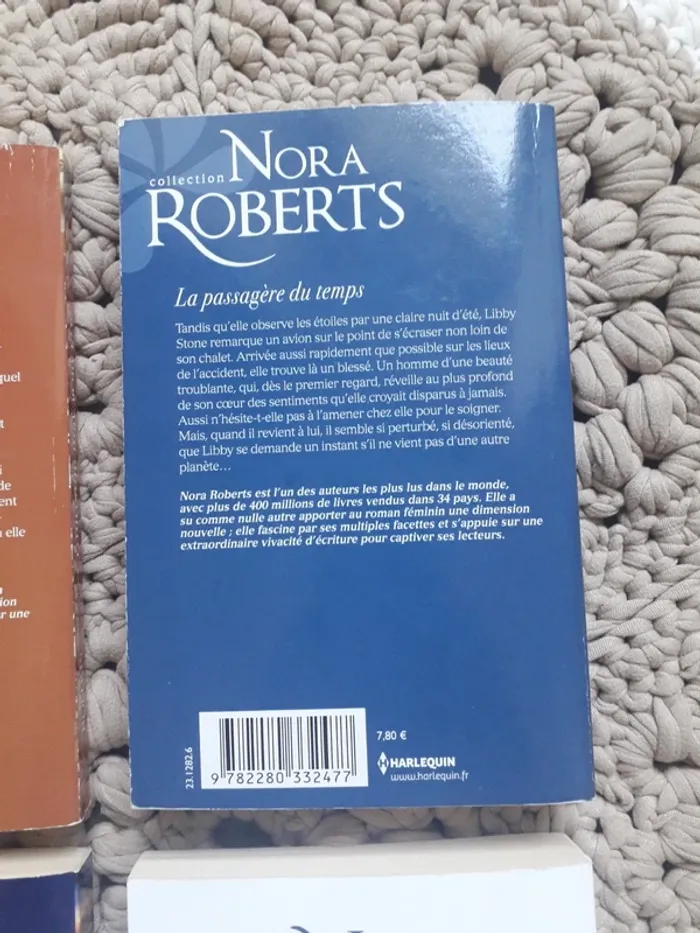 collection NORA
ROBERTS
La passagère du temps
Tandis qu'elle observe les étoiles par une claire nuit d'été, Libby
Stone remarque un avion sur le point de s'écraser non loin de
son chalet. Arrivée aussi rapidement que possible sur les lieux
de l'accident, elle trouve là un blessé. Un homme d'une beauté
troublante, qui, dès le premier regard, réveille au plus profond
de son cœur des sentiments qu'elle croyait disparus à jamais.
Aussi n'hésite-t-elle pas à l'amener chez elle pour le soigner.
Mais, quand il revient à lui, il semble si perturbé, si désorienté,
que Libby se demande un instant s'il ne vient pas d'une autre
planète…
Nora Roberts est l'un des auteurs les plus lus dans le monde,
avec plus de 400 millions de livres vendus dans 34 pays. Elle a
su comme nulle autre apporter au roman féminin une dimension
nouvelle ; elle fascine par ses multiples facettes et s'appuie sur une
extraordinaire vivacité d'écriture pour captiver ses lecteurs.
23.1282.6
9 782280 332477
7,80 €
HARLEQUIN
www.harlequin.fr
quel
t
i
de
ent
elle
ion
r une